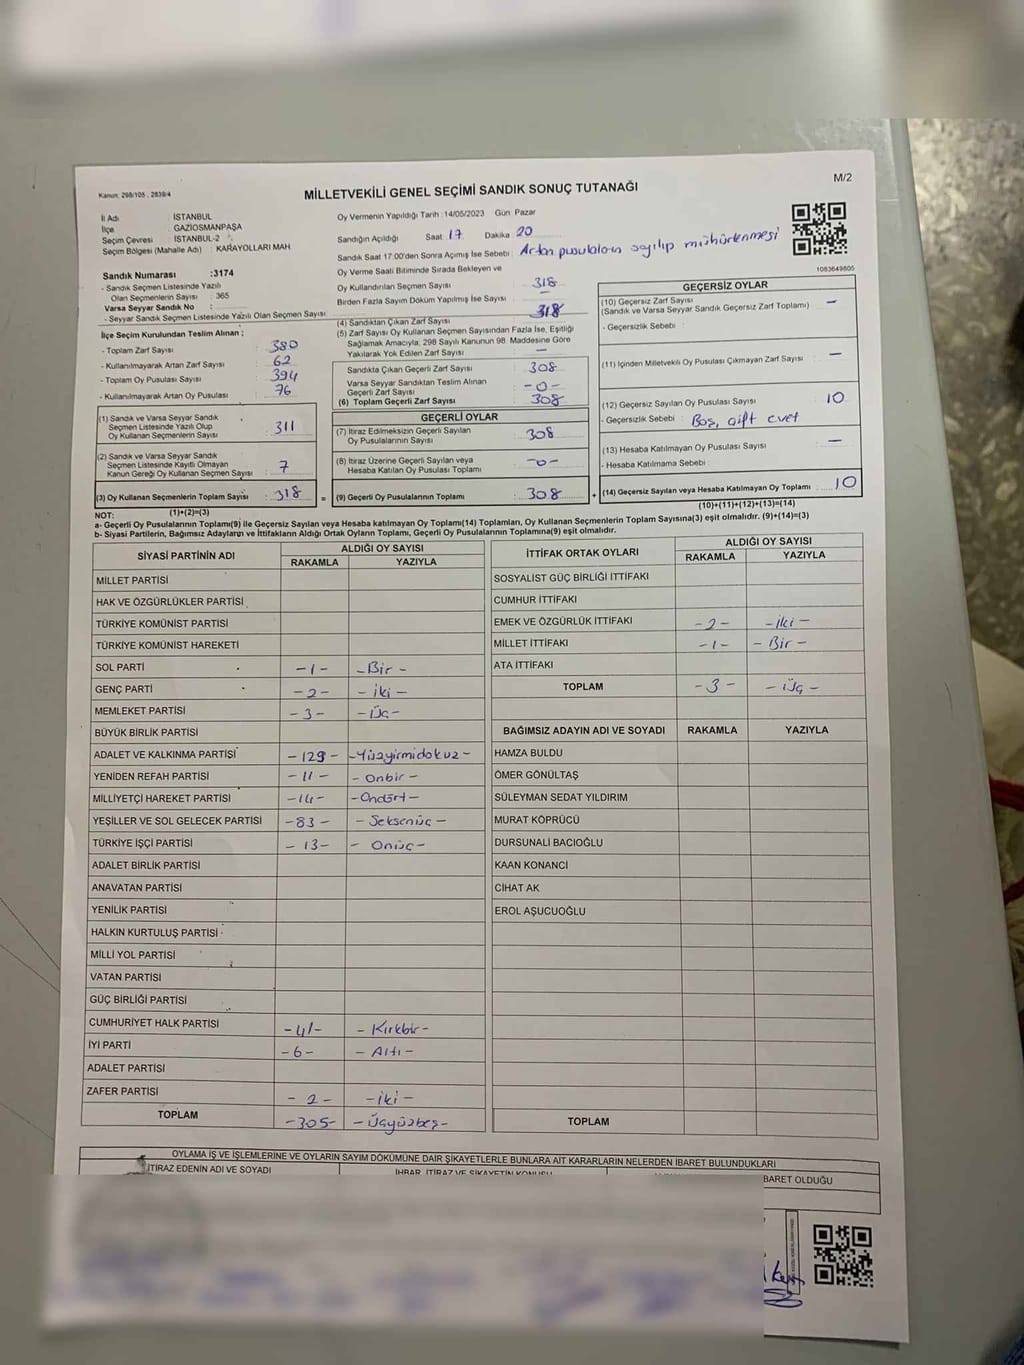 M/2
Kanun: 298/105 , 2839/4
MİLLETVEKİLİ GENEL SEÇİMİ SANDIK SONUÇ TUTANAĞI
İl Adı : İSTANBUL
İlçe : GAZİOSMANPAŞA
Seçim Çevresi : İSTANBUL-2
Seçim Bölgesi (Mahalle Adı) : KARAYOLLARI MAH
Oy Vermenin Yapıldığı Tarih :14/05/2023 Gün: Pazar
Sandığın Açıldığı Saat 17 Dakika 20
Sandık Saat 17.00'den Sonra Açımış İse Sebebi : Artan pusulaların sayılıp mühürlenmesi
1083649805
Sandık Numarası :3174
- Sandık Seçmen Listesinde Yazılı
Olan Seçmenlerin Sayısı : 365
Varsa Seyyar Sandık No :
- Seyyar Sandık Seçmen Listesinde Yazılı Olan Seçmen Sayısı :
Oy Verme Saati Bitiminde Sırada Bekleyen ve
Oy Kullandırılan Seçmen Sayısı : 318
Birden Fazla Sayım Döküm Yapılmış İse Sayısı : —
İlçe Seçim Kurulundan Teslim Alınan ;
- Toplam Zarf Sayısı : 380
- Kullanılmayarak Artan Zarf Sayısı : 62
- Toplam Oy Pusulası Sayısı : 394
- Kullanılmayarak Artan Oy Pusulası : 76
(1) Sandık ve Varsa Seyyar Sandık
Seçmen Listesinde Yazılı Olup
Oy Kullanan Seçmenlerin Sayısı : 311
(2) Sandık ve Varsa Seyyar Sandık
Seçmen Listesinde Kayıtlı Olmayan
Kanun Gereği Oy Kullanan Seçmen Sayısı : 7
(3) Oy Kullanan Seçmenlerin Toplam Sayısı : 318 =
(1)+(2)=(3)
(4) Sandıktan Çıkan Zarf Sayısı : 318
(5) Zarf Sayısı Oy Kullanan Seçmen Sayısından Fazla İse, Eşitliği
Sağlamak Amacıyla, 298 Sayılı Kanunun 98. Maddesine Göre
Yakılarak Yok Edilen Zarf Sayısı : —
Sandıkta Çıkan Geçerli Zarf Sayısı : 308
Varsa Seyyar Sandıktan Teslim Alınan
Geçerli Zarf Sayısı : -0-
(6) Toplam Geçerli Zarf Sayısı : 308
GEÇERLİ OYLAR
(7) İtiraz Edilmeksizin Geçerli Sayılan
Oy Pusulalarının Sayısı : 308
(8) İtiraz Üzerine Geçerli Sayılan veya
Hesaba Katılan Oy Pusulası Toplamı : -0-
(9) Geçerli Oy Pusulalarının Toplamı : 308 +
GEÇERSİZ OYLAR
(10) Geçersiz Zarf Sayısı : —
(Sandık ve Varsa Seyyar Sandık Geçersiz Zarf Toplamı)
- Geçersizlik Sebebi :
(11) İçinden Milletvekili Oy Pusulası Çıkmayan Zarf Sayısı : —
(12) Geçersiz Sayılan Oy Pusulası Sayısı : 10
- Geçersizlik Sebebi : Boş, çift evet
(13) Hesaba Katılmayan Oy Pusulası Sayısı : —
- Hesaba Katılmama Sebebi :
(14) Geçersiz Sayılan veya Hesaba Katılmayan Oy Toplamı : 10
(10)+(11)+(12)+(13)=(14)
NOT:
a- Geçerli Oy Pusulalarının Toplamı(9) ile Geçersiz Sayılan veya Hesaba katılmayan Oy Toplamı(14) Toplamları, Oy Kullanan Seçmenlerin Toplam Sayısına(3) eşit olmalıdır. (9)+(14)=(3)
b- Siyasi Partilerin, Bağımsız Adayların ve İttifakların Aldığı Ortak Oyların Toplamı, Geçerli Oy Pusulalarının Toplamına(9) eşit olmalıdır.
SİYASİ PARTİNİN ADI ALDIĞI OY SAYISI
RAKAMLA YAZIYLA
MİLLET PARTİSİ
HAK VE ÖZGÜRLÜKLER PARTİSİ
TÜRKİYE KOMÜNİST PARTİSİ
TÜRKİYE KOMÜNİST HAREKETİ
SOL PARTİ -1- -Bir-
GENÇ PARTİ -2- -iki-
MEMLEKET PARTİSİ -3- -Üç-
BÜYÜK BİRLİK PARTİSİ
ADALET VE KALKINMA PARTİSİ -129- -Yüzyirmidokuz-
YENİDEN REFAH PARTİSİ -11- -Onbir-
MİLLİYETÇİ HAREKET PARTİSİ -14- -Ondört-
YEŞİLLER VE SOL GELECEK PARTİSİ -83- -Seksenüç-
TÜRKİYE İŞÇİ PARTİSİ -13- -Onüç-
ADALET BİRLİK PARTİSİ
ANAVATAN PARTİSİ
YENİLİK PARTİSİ
HALKIN KURTULUŞ PARTİSİ
MİLLİ YOL PARTİSİ
VATAN PARTİSİ
GÜÇ BİRLİĞİ PARTİSİ
CUMHURİYET HALK PARTİSİ -41- -Kırkbir-
İYİ PARTİ -6- -Altı-
ADALET PARTİSİ
ZAFER PARTİSİ -2- -iki-
TOPLAM -305- -Üçyüzbeş-
İTTİFAK ORTAK OYLARI ALDIĞI OY SAYISI
RAKAMLA YAZIYLA
SOSYALİST GÜÇ BİRLİĞİ İTTİFAKI
CUMHUR İTTİFAKI
EMEK VE ÖZGÜRLÜK İTTİFAKI -2- -İki-
MİLLET İTTİFAKI -1- -Bir-
ATA İTTİFAKI
TOPLAM -3- -Üç-
BAĞIMSIZ ADAYIN ADI VE SOYADI RAKAMLA YAZIYLA
HAMZA BULDU
ÖMER GÖNÜLTAŞ
SÜLEYMAN SEDAT YILDIRIM
MURAT KÖPRÜCÜ
DURSUNALİ BACIOĞLU
KAAN KONANCİ
CİHAT AK
EROL AŞUCUOĞLU
TOPLAM
OYLAMA İŞ VE İŞLEMLERİNE VE OYLARIN SAYIM DÖKÜMÜNE DAİR ŞİKAYETLERLE BUNLARA AİT KARARLARIN NELERDEN İBARET BULUNDUKLARI
İTİRAZ EDENİN ADI VE SOYADI İHBAR, İTİRAZ VE ŞİKAYETİN KONUSU BARET OLDUĞU